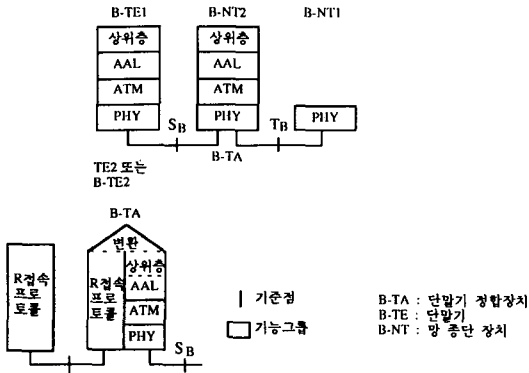 B-TE1 B-NT2 B-NT1
상위층 상위층
AAL AAL
ATM ATM
PHY PHY PHY
SB TB
B-TA
TE2 또는
B-TE2
B-TA
변환
상위층
R접속
프로
토콜
R접속
프로
토콜
AAL
ATM
PHY
SB
기준점
기능그룹
B-TA : 단말기 정합장치
B-TE : 단말기
B-NT : 망 종단 장치